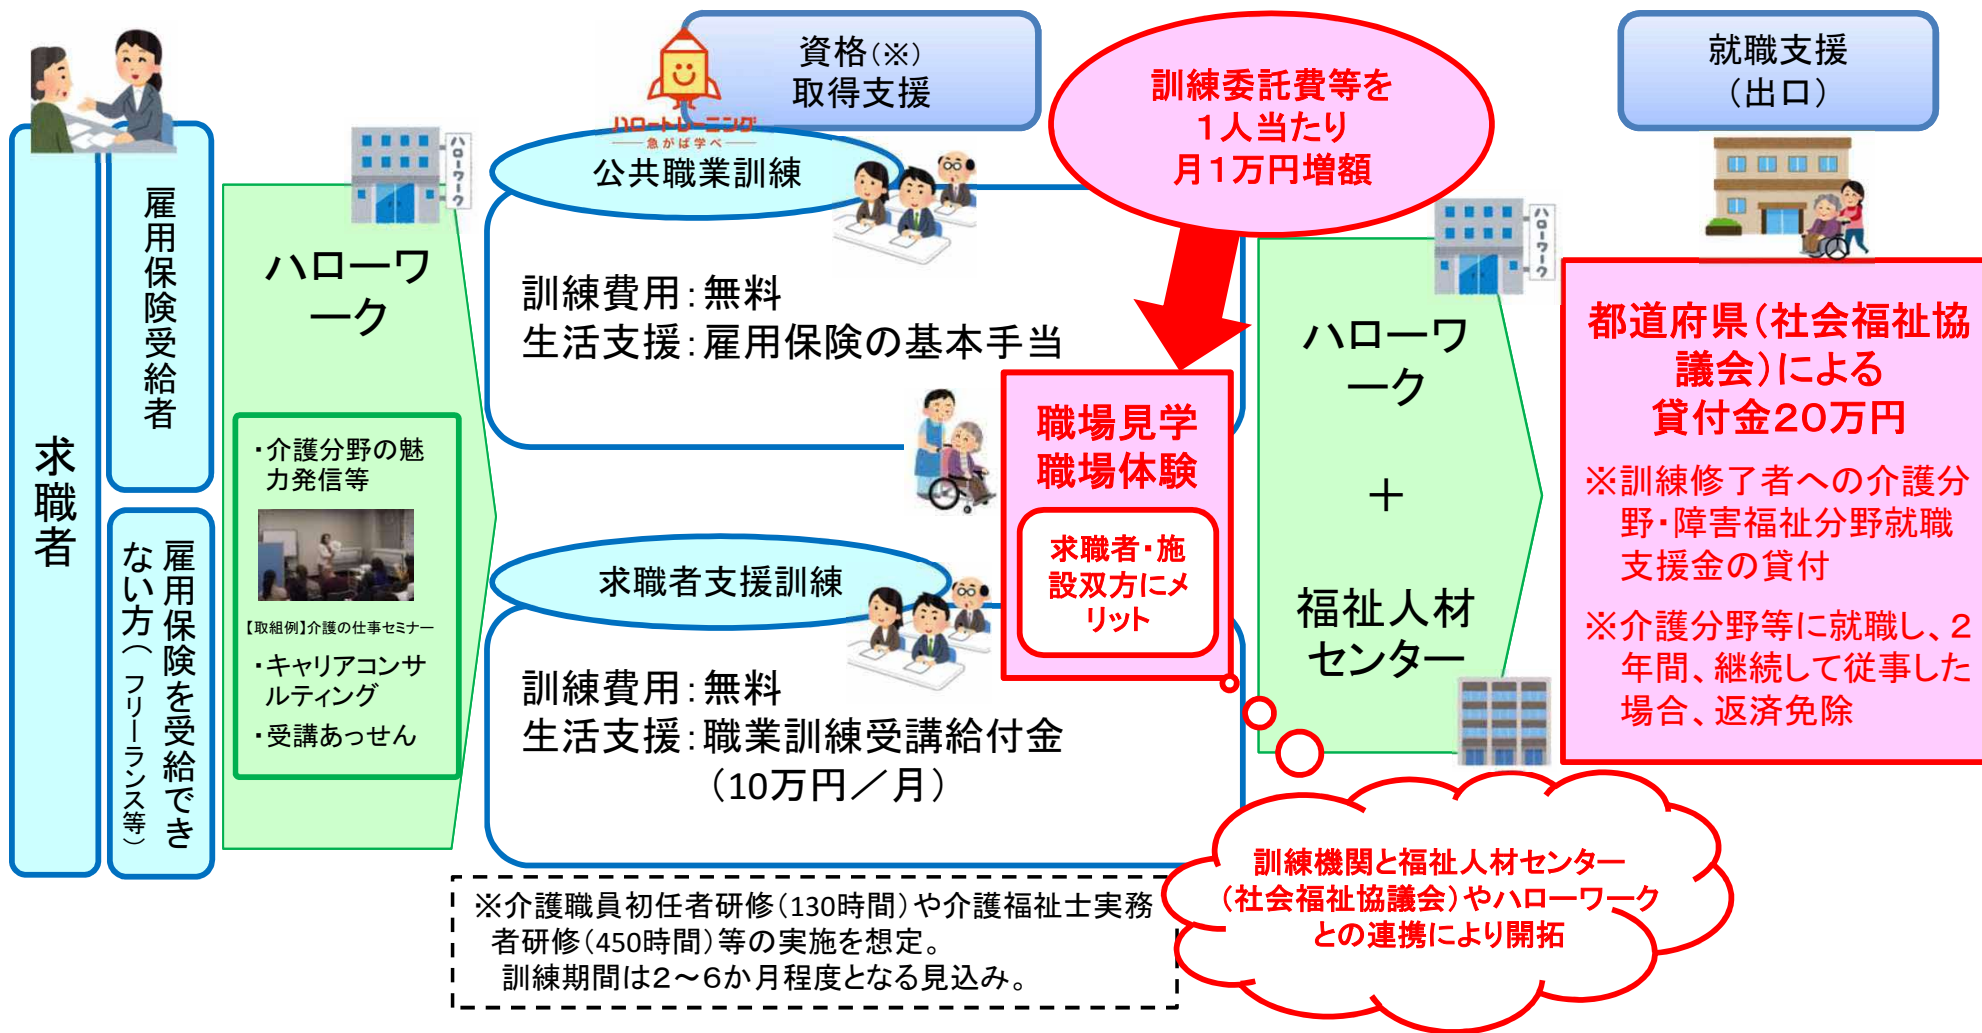 求職者
雇用保険受給者
雇用保険を受給でき
ない方（フリーランス等）
ハローワーク
ハローワ
ーク
・介護分野の魅
力発信等
【取組例】介護の仕事セミナー
・キャリアコンサ
ルティング
・受講あっせん
資格（※）
取得支援
ハロートレーニング
急がば学べ
公共職業訓練
訓練費用：無料
生活支援：雇用保険の基本手当
求職者支援訓練
訓練費用：無料
生活支援：職業訓練受講給付金
（10万円／月）
※介護職員初任者研修（130時間）や介護福祉士実務
者研修（450時間）等の実施を想定。
訓練期間は２～６か月程度となる見込み。
訓練委託費等を
１人当たり
月１万円増額
職場見学
職場体験
求職者・施
設双方にメ
リット
ハローワーク
ハローワ
ーク
＋
福祉人材
センター
訓練機関と福祉人材センター
（社会福祉協議会）やハローワーク
との連携により開拓
就職支援
（出口）
都道府県（社会福祉協
議会）による
貸付金２０万円
※訓練修了者への介護分
野・障害福祉分野就職
支援金の貸付
※介護分野等に就職し、２
年間、継続して従事した
場合、返済免除